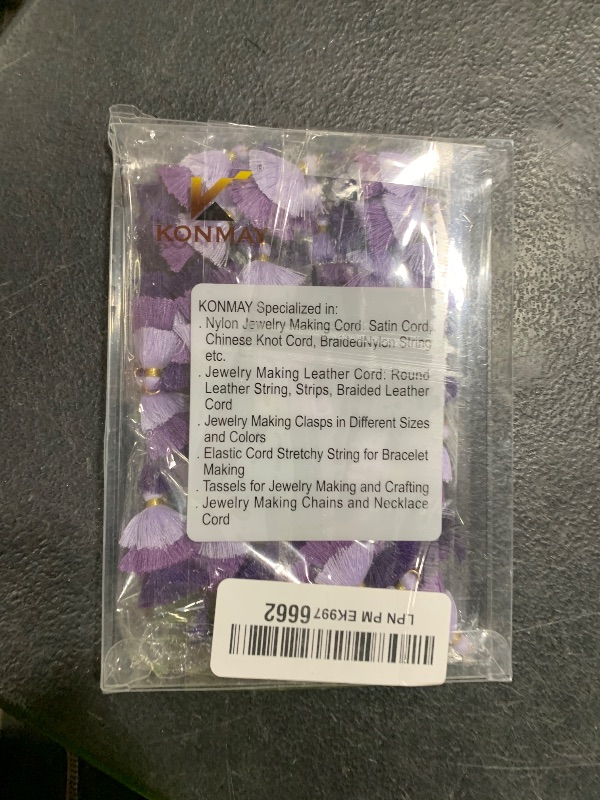 KONMAY
KONMAY Specialized in:
. Nylon Jewelry Making Cord, Satin Cord,
Chinese Knot Cord, BraidedNylon String
etc.
. Jewelry Making Leather Cord: Round
Leather String, Strips, Braided Leather
Cord
. Jewelry Making Clasps in Different Sizes
and Colors
. Elastic Cord Stretchy String for Bracelet
Making
. Tassels for Jewelry Making and Crafting
. Jewelry Making Chains and Necklace
Cord
LPN PM EK997 6662